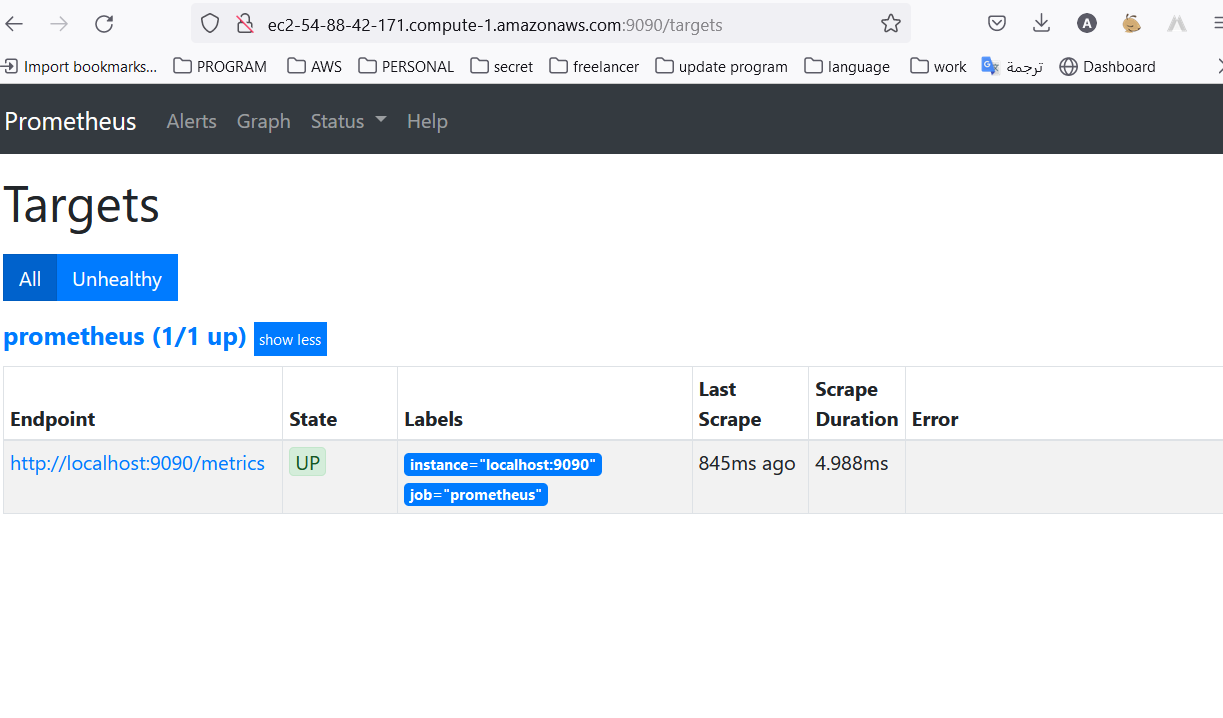 ec2-54-88-42-171.compute-1.amazonaws.com:9090/targets
Import bookmarks... PROGRAM AWS PERSONAL secret freelancer update program language work ترجمة Dashboard
Prometheus Alerts Graph Status Help
Targets
All Unhealthy
prometheus (1/1 up) show less
Endpoint State Labels Last Scrape Scrape Duration Error
http://localhost:9090/metrics UP instance="localhost:9090" 845ms ago 4.988ms
job="prometheus"